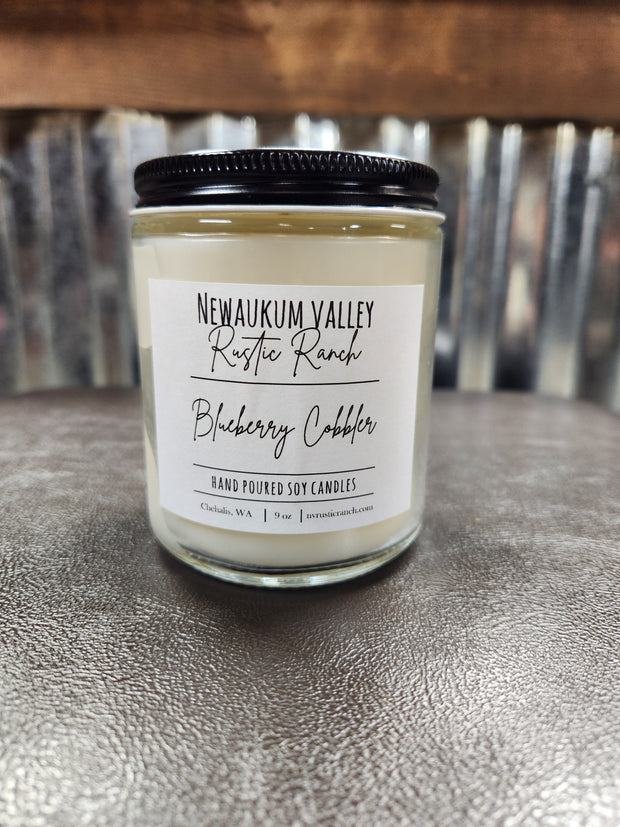 NEWAUKUM VALLEY
Rustic Ranch
Blueberry Cobbler
HAND POURED SOY CANDLES
Chehalis, WA | 9 oz | nvrusticranch.com